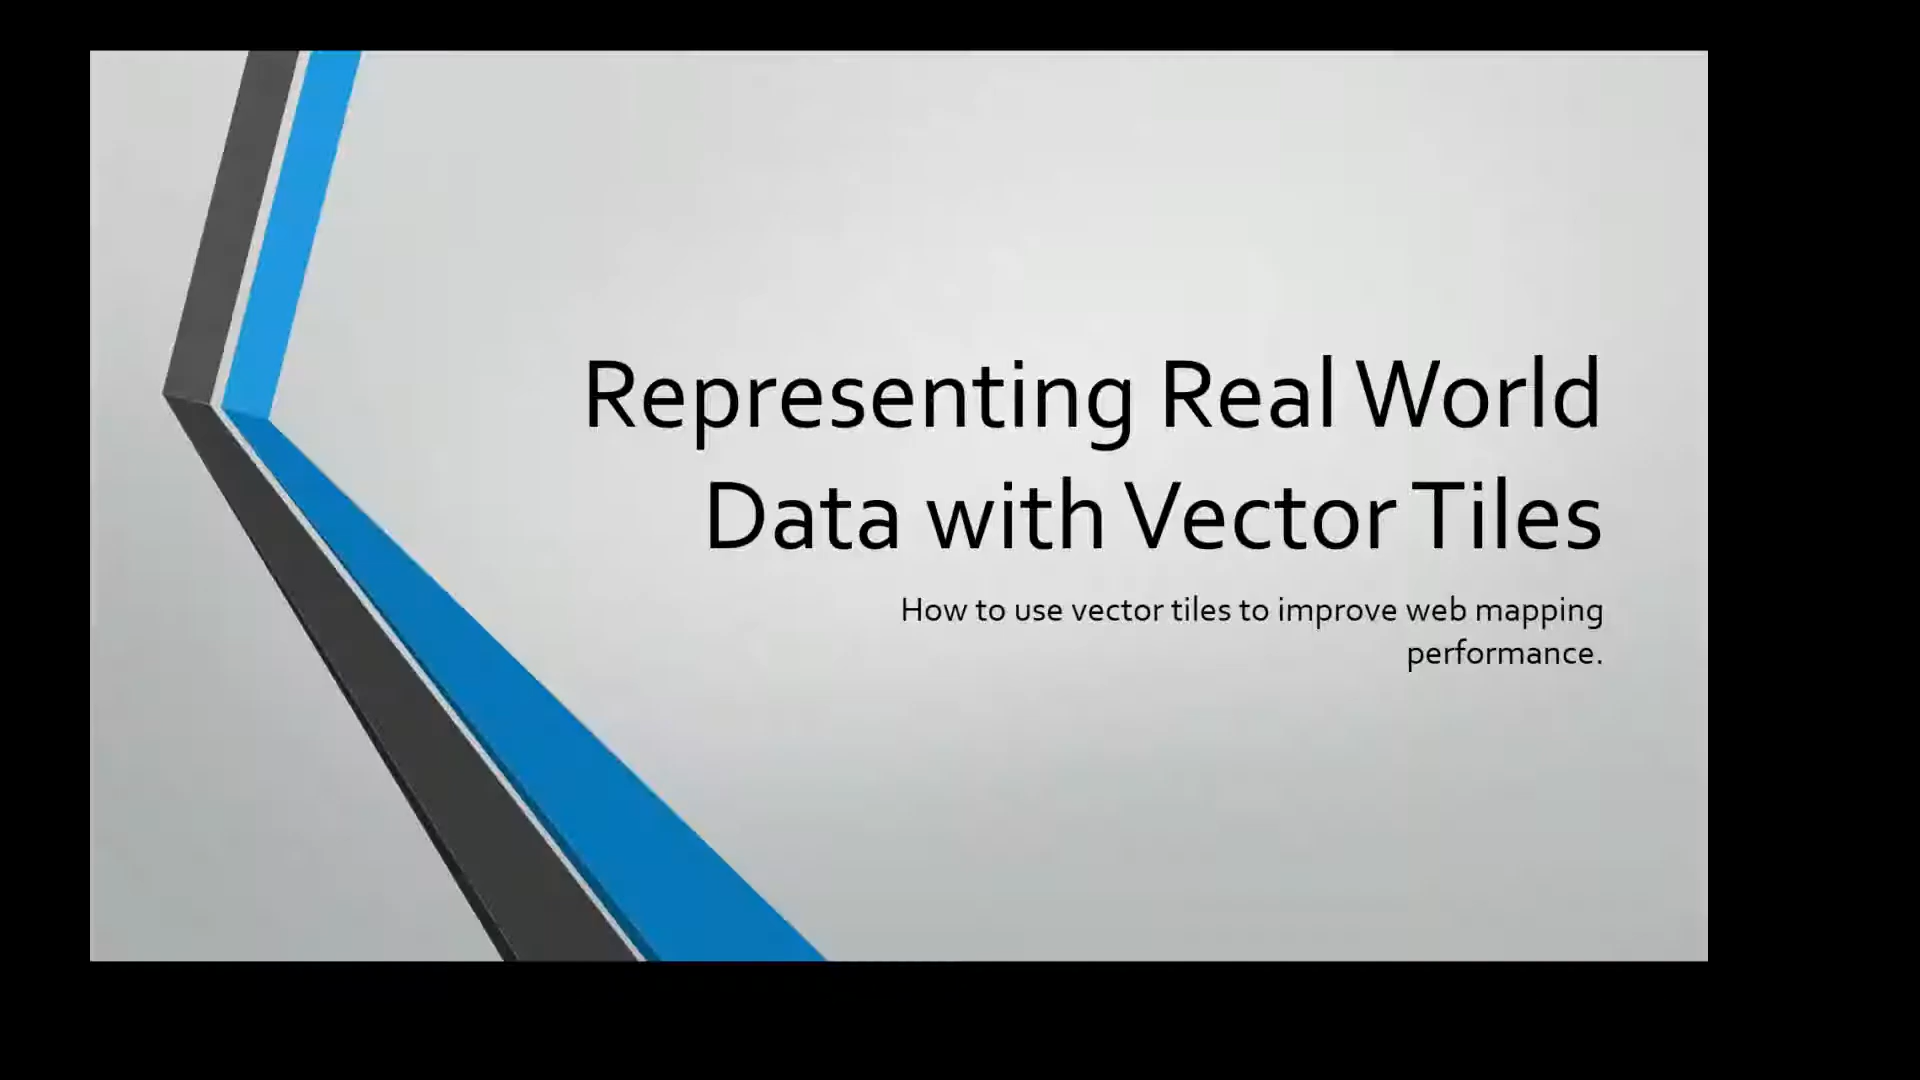 Representing Real World
Data with Vector Tiles
How to use vector tiles to improve web mapping
performance.